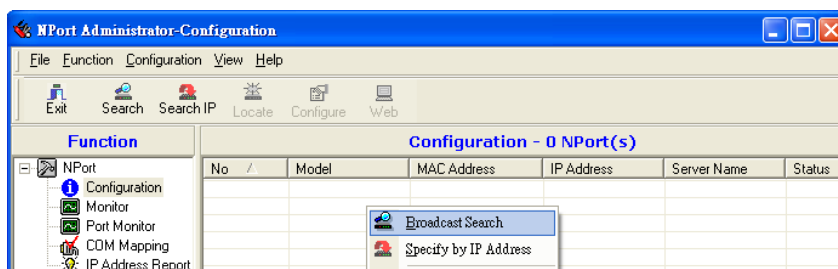 NPort Administrator-Configuration
File Function Configuration View Help
Exit Search Search IP Locate Configure Web
Function
Configuration - 0 NPort(s)
No Model MAC Address IP Address Server Name Status
NPort
Configuration
Monitor
Port Monitor
COM Mapping
IP Address Report
Broadcast Search
Specify by IP Address